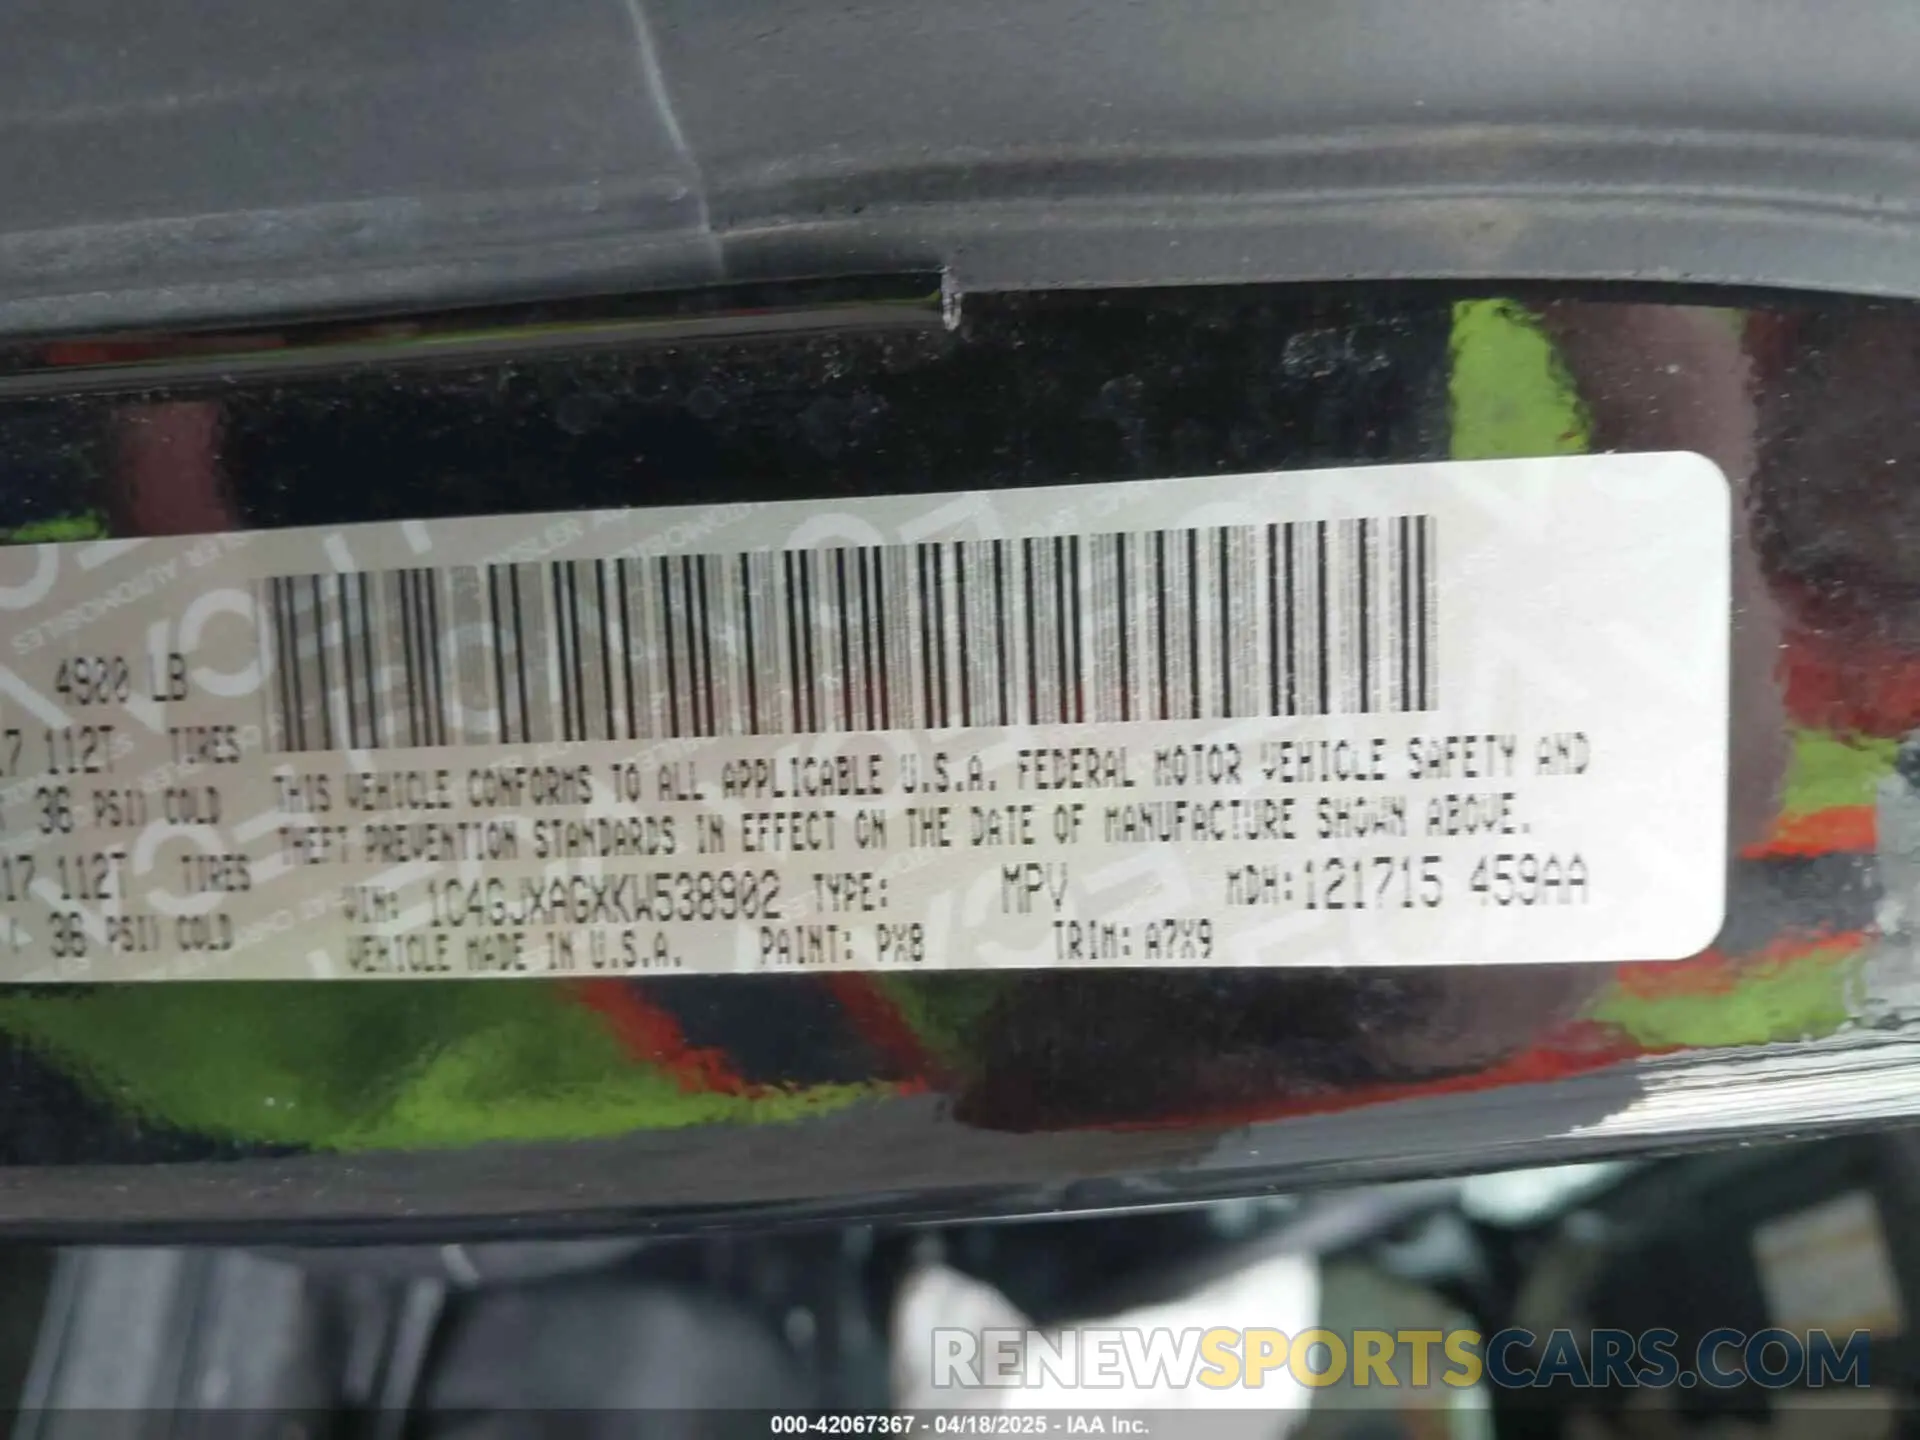 4900 LB
17 112T TIRES
36 PSI) COLD
17 112T TIRES
36 PSI) COLD
THIS VEHICLE CONFORMS TO ALL APPLICABLE U.S.A. FEDERAL MOTOR VEHICLE SAFETY AND
THEFT PREVENTION STANDARDS IN EFFECT ON THE DATE OF MANUFACTURE SHOWN ABOVE.
VIN: 1C4GJXAGXKW538902 TYPE: MPV MDH: 121715 459AA
VEHICLE MADE IN U.S.A. PAINT: PX8 TRIM: A7X9
RENEWSPORTSCARS.COM
000-42067367 - 04/18/2025 - IAA Inc.